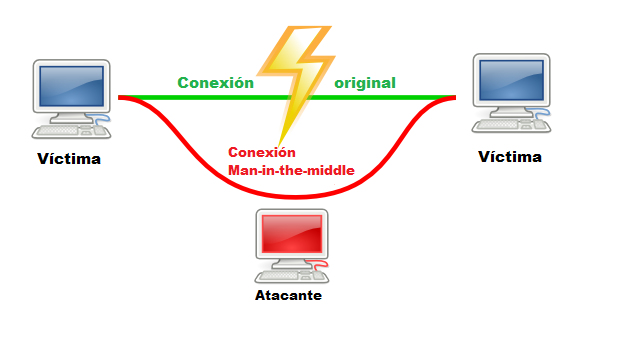 Conexión original
Conexión
Man-in-the-middle
Víctima
Víctima
Atacante